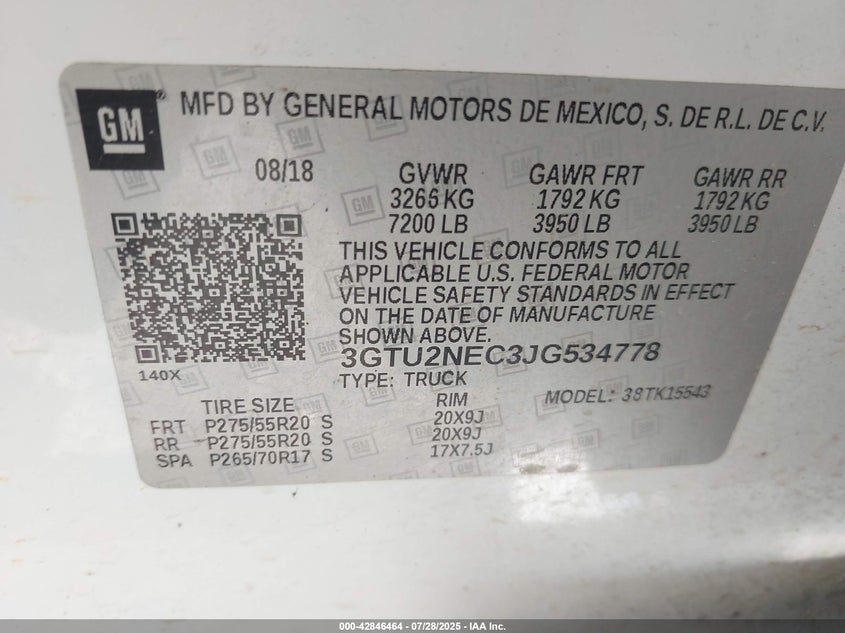 GM ® MFD BY GENERAL MOTORS DE MEXICO, S. DE R.L. DE C.V.
08/18 GVWR GAWR FRT GAWR RR
3266 KG 1792 KG 1792 KG
7200 LB 3950 LB 3950 LB
THIS VEHICLE CONFORMS TO ALL
APPLICABLE U.S. FEDERAL MOTOR
VEHICLE SAFETY STANDARDS IN EFFECT
ON THE DATE OF MANUFACTURE
SHOWN ABOVE.
3GTU2NEC3JG534778
140X
TYPE: TRUCK MODEL: 38TK15543
TIRE SIZE RIM
FRT P275/55R20 S 20X9J
RR P275/55R20 S 20X9J
SPA P265/70R17 S 17X7.5J
000-42846464 - 07/28/2025 - IAA Inc.